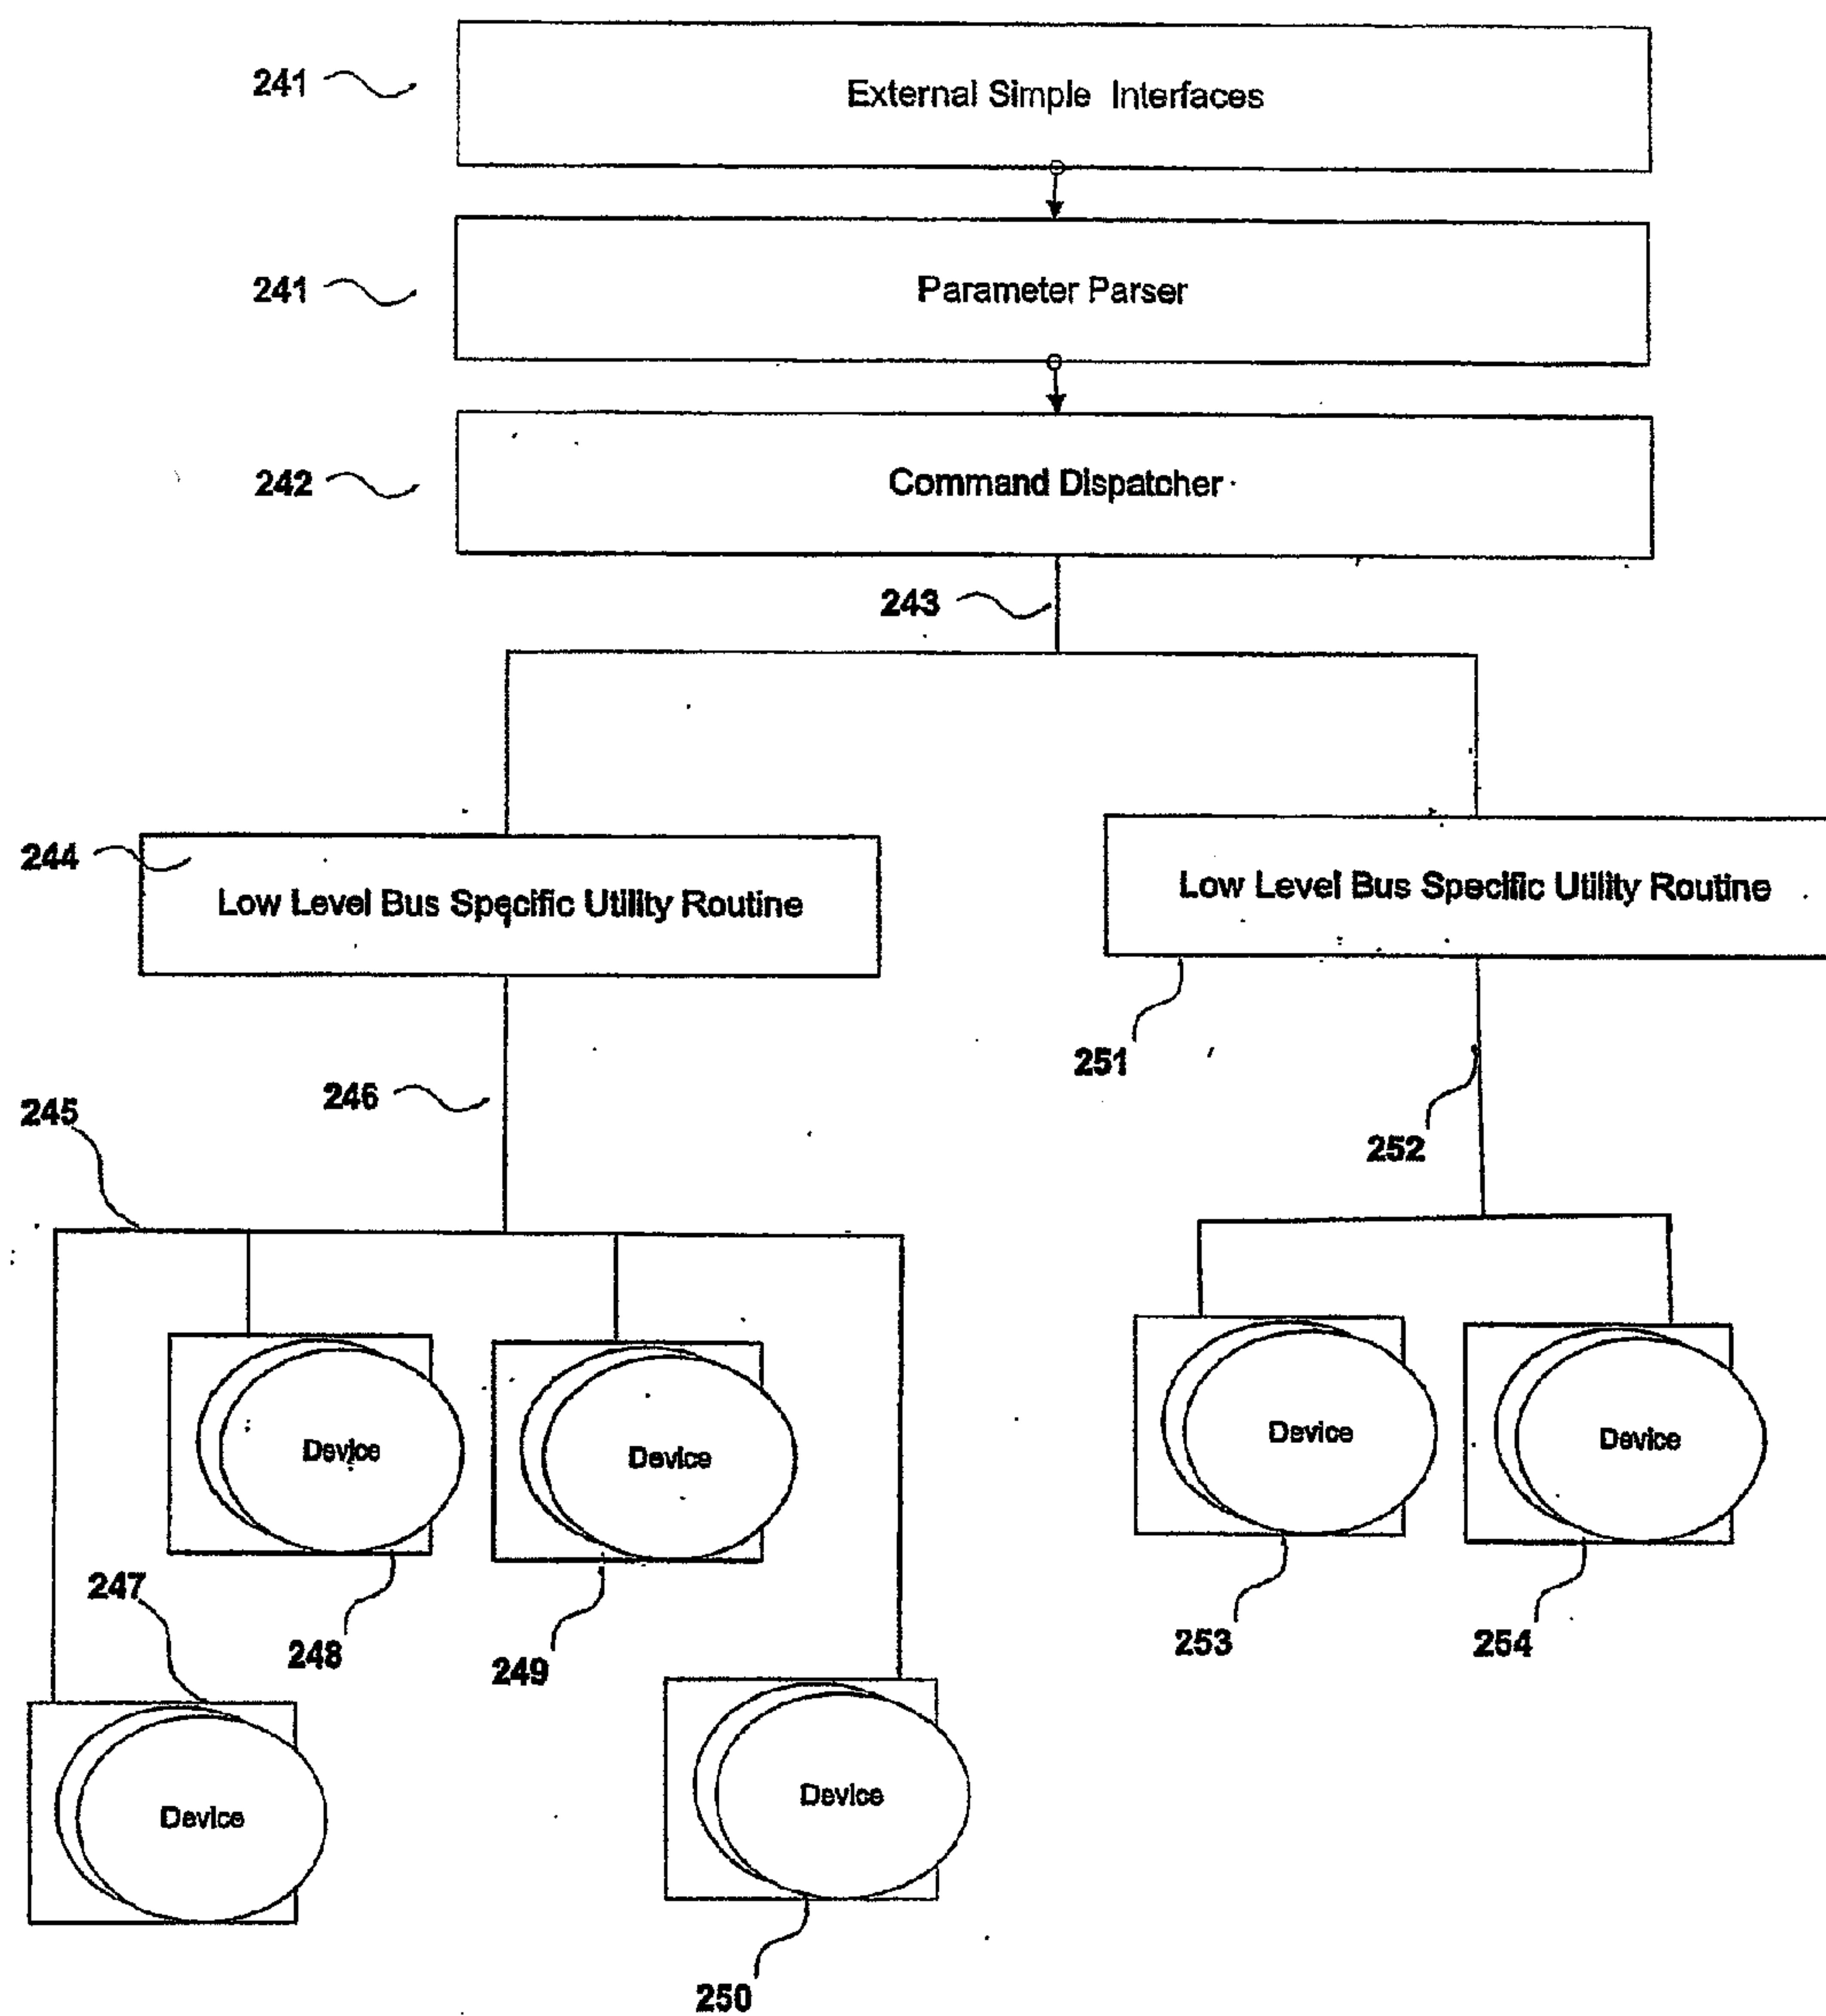 241 External Simple Interfaces
241 Parameter Parser
242 Command Dispatcher
243
244 Low Level Bus Specific Utility Routine
Low Level Bus Specific Utility Routine
251
246
245
252
Device
Device
Device
Device
247
248
249
253
254
Device
Device
250